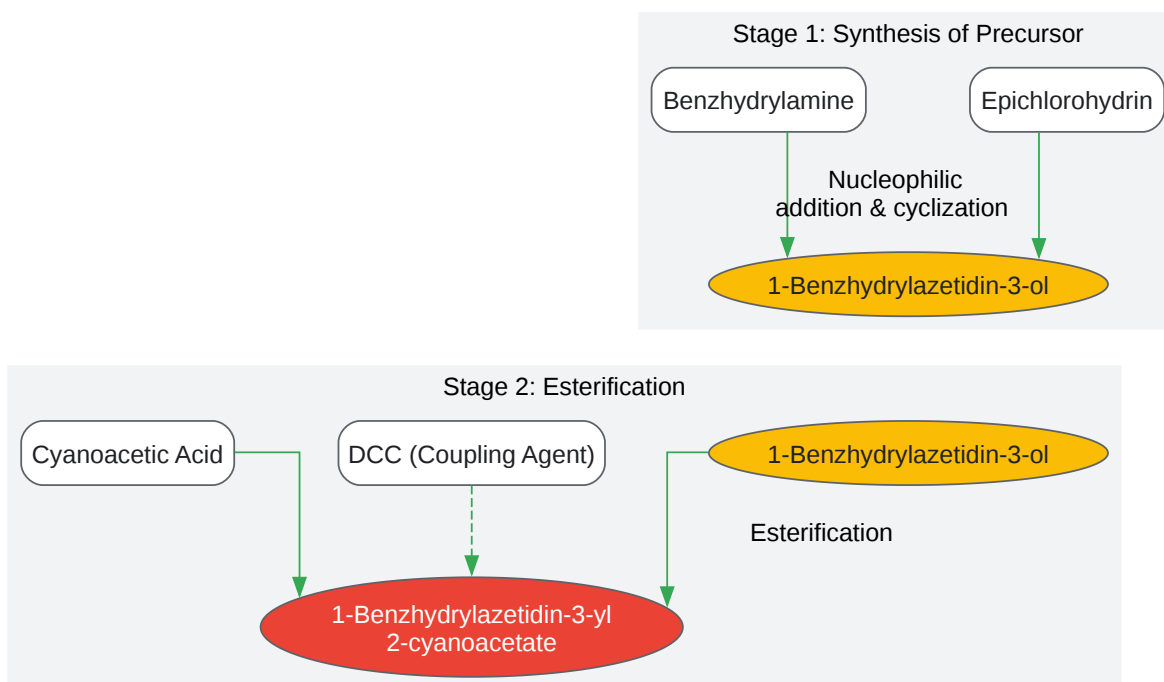 Stage 1: Synthesis of Precursor
Benzhydrylamine
Epichlorohydrin
Nucleophilic
addition & cyclization
1-Benzhydrylazetidin-3-ol
Stage 2: Esterification
Cyanoacetic Acid
DCC (Coupling Agent)
1-Benzhydrylazetidin-3-ol
Esterification
1-Benzhydrylazetidin-3-yl
2-cyanoacetate